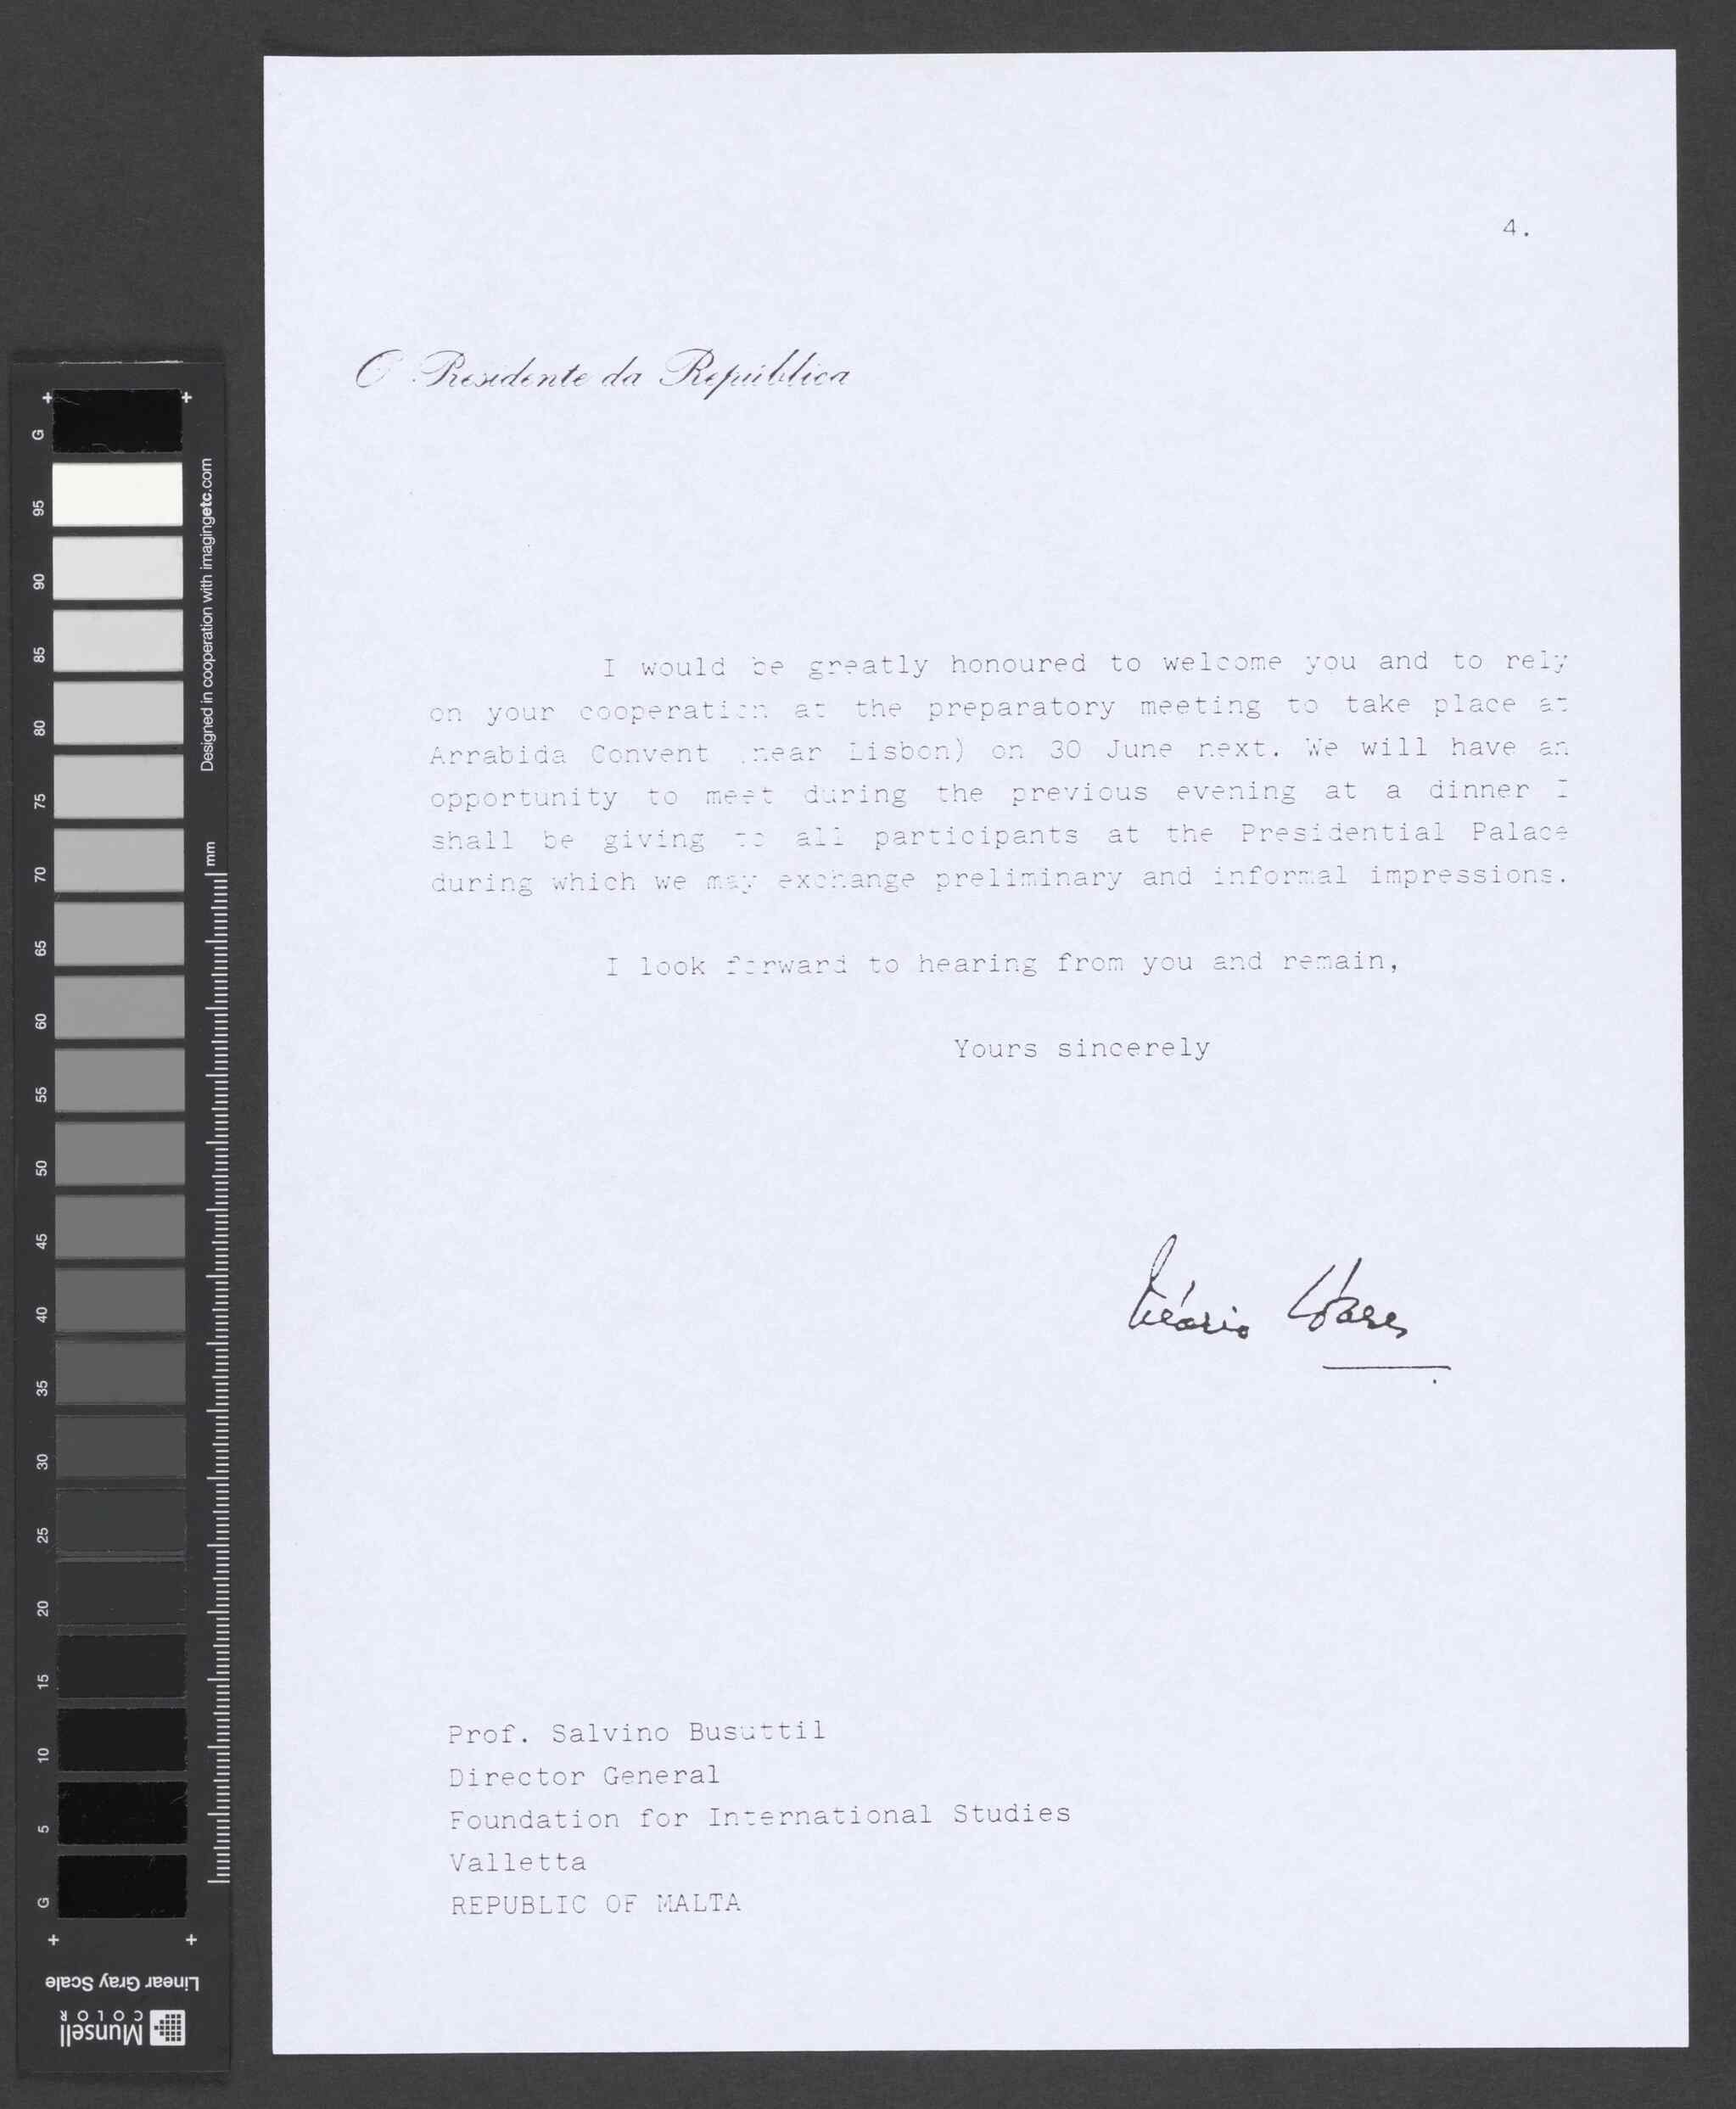 4.
O Presidente da República
I would be greatly honoured to welcome you and to rely
on your cooperation at the preparatory meeting to take place at
Arrabida Convent (near Lisbon) on 30 June next. We will have an
opportunity to meet during the previous evening at a dinner I
shall be giving to all participants at the Presidential Palace
during which we may exchange preliminary and informal impressions.
I look forward to hearing from you and remain,
Yours sincerely
Mário Soares
Prof. Salvino Busuttil
Director General
Foundation for International Studies
Valletta
REPUBLIC OF MALTA
G
95
90
85
80
75
70
65
60
55
50
45
40
35
30
25
20
15
10
5
G
Designed in cooperation with imagingetc.com
mm
Linear Gray Scale
Munsell
COLOR